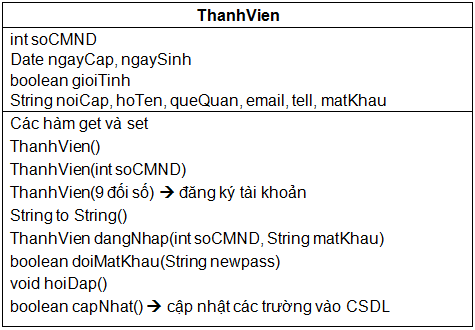 ThanhVien
int soCMND
Date ngayCap, ngaySinh
boolean gioiTinh
String noiCap, hoTen, queQuan, email, tell, matKhau
Các hàm get và set
ThanhVien()
ThanhVien(int soCMND)
ThanhVien(9 đối số) → đăng ký tài khoản
String to String()
ThanhVien dangNhap(int soCMND, String matKhau)
boolean doiMatKhau(String newpass)
void hoiDap()
boolean capNhat() → cập nhật các trường vào CSDL